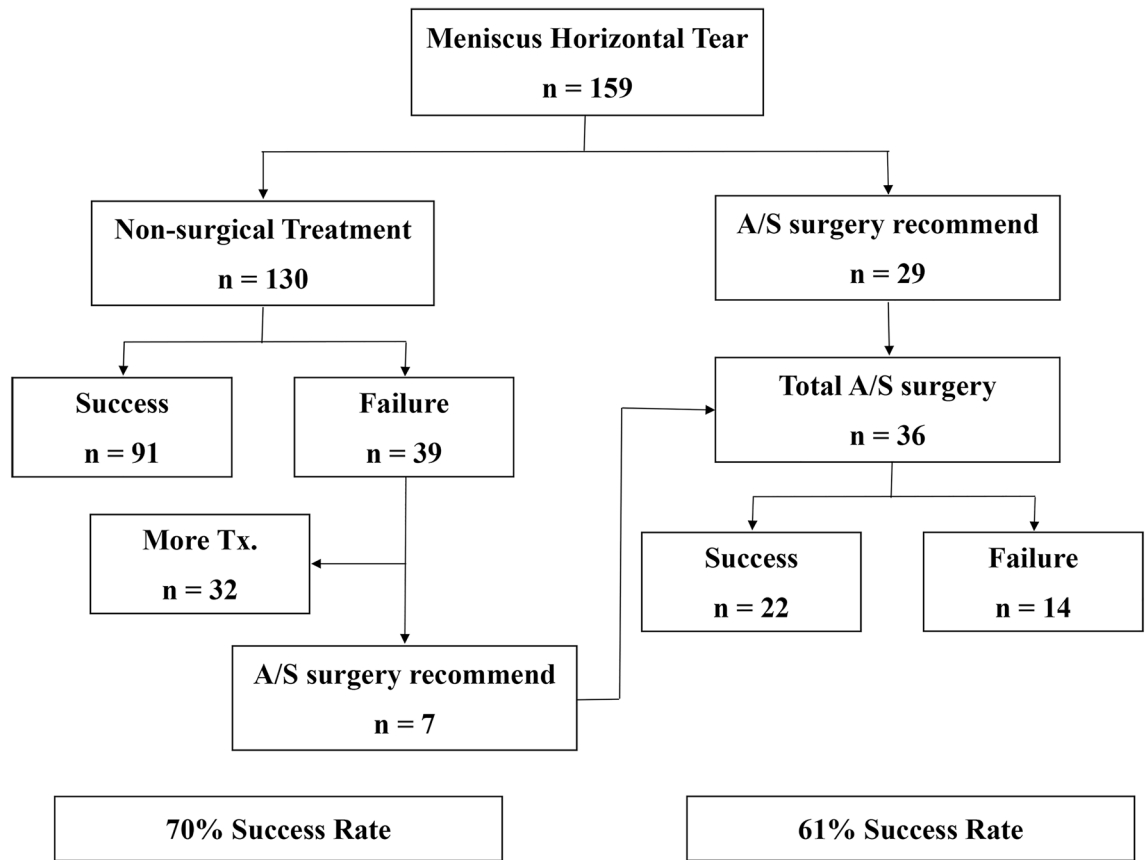 Meniscus Horizontal Tear
n = 159
Non-surgical Treatment
n = 130
A/S surgery recommend
n = 29
Success
n = 91
Failure
n = 39
Total A/S surgery
n = 36
More Tx.
n = 32
Success
n = 22
Failure
n = 14
A/S surgery recommend
n = 7
70% Success Rate
61% Success Rate